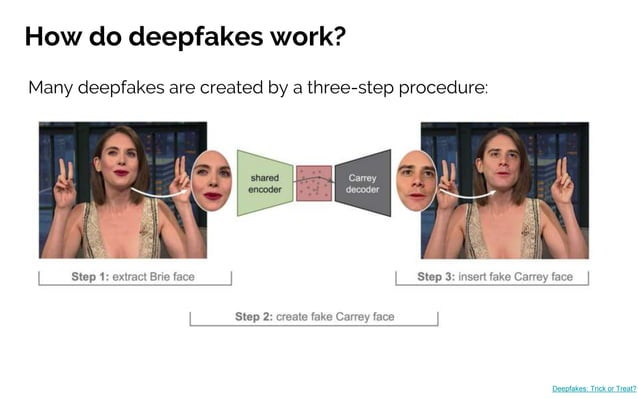 How do deepfakes work?
Many deepfakes are created by a three-step procedure:
shared
encoder
Carrey
decoder
Step 1: extract Brie face
Step 3: insert fake Carrey face
Step 2: create fake Carrey face
Deepfakes: Trick or Treat?